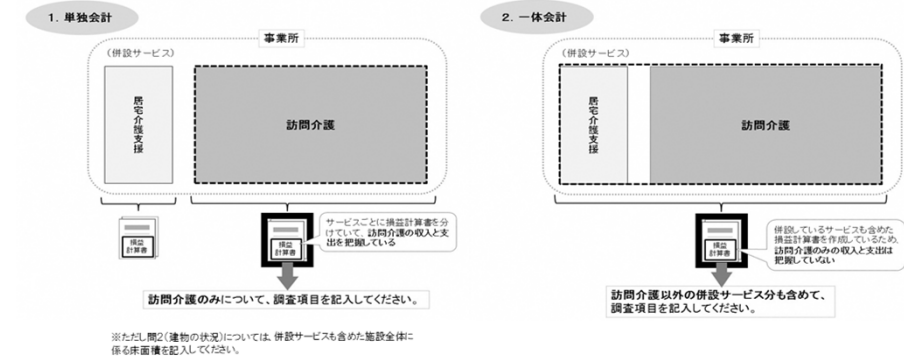 1. 単独会計
事業所
（併設サービス）
居宅介護支援
訪問介護
損益
計算書
損益
計算書
サービスごとに損益計算書を分
けていて、訪問介護の収入と支
出を把握している
訪問介護のみについて、調査項目を記入してください。
※ただし問2（建物の状況）については、併設サービスも含めた施設全体に
係る床面積を記入してください。
2. 一体会計
事業所
（併設サービス）
居宅介護支援
訪問介護
損益
計算書
併設しているサービスも含めた
損益計算書を作成しているため、
訪問介護のみの収入と支出は
把握していない
訪問介護以外の併設サービス分も含めて、
調査項目を記入してください。